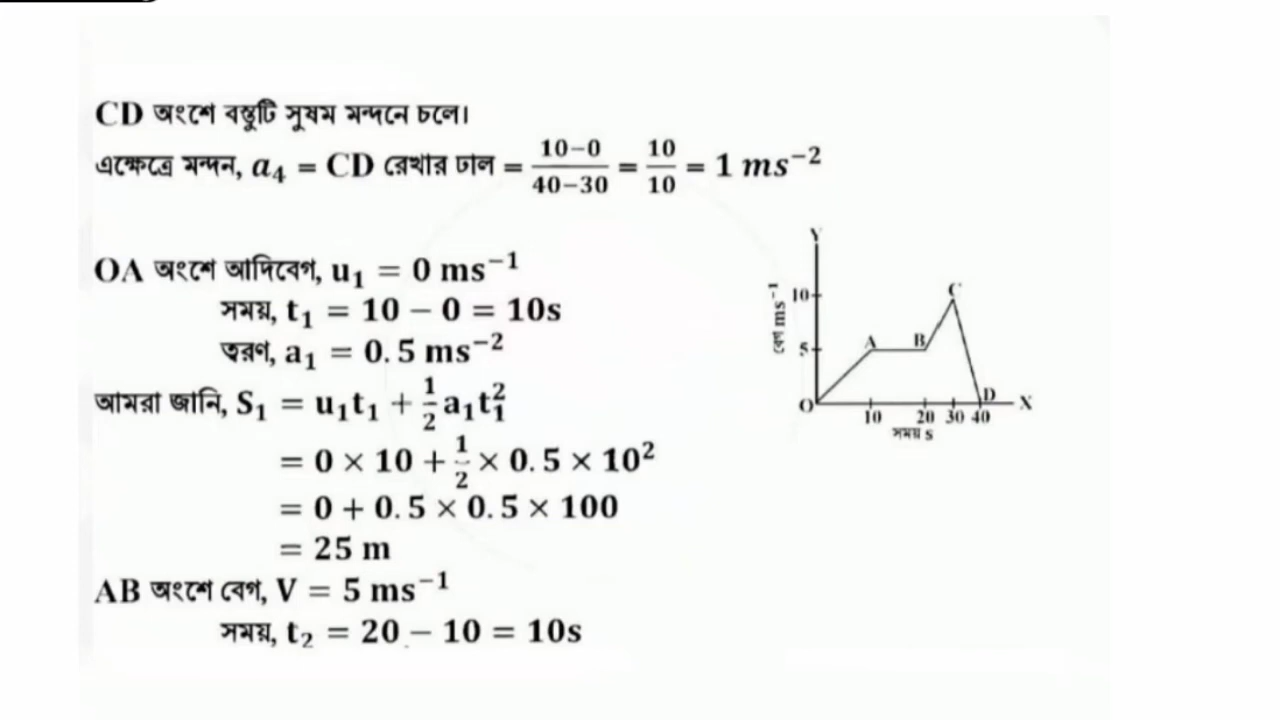 CD অংশে বস্তুটি সুষম মন্দনে চলে।
এক্ষেত্রে মন্দন, a₄ = CD রেখার ঢাল = (10−0)/(40−30) = 10/10 = 1 ms⁻²
OA অংশে আদিবেগ, u₁ = 0 ms⁻¹
সময়, t₁ = 10 − 0 = 10s
ত্বরণ, a₁ = 0.5 ms⁻²
আমরা জানি, S₁ = u₁t₁ + ½a₁t₁²
= 0 × 10 + ½ × 0.5 × 10²
= 0 + 0.5 × 0.5 × 100
= 25 m
AB অংশে বেগ, V = 5 ms⁻¹
সময়, t₂ = 20 − 10 = 10s
Y
বেগ ms⁻¹
10
C
5
A
B
O
D
X
10 20 30 40
সময় s